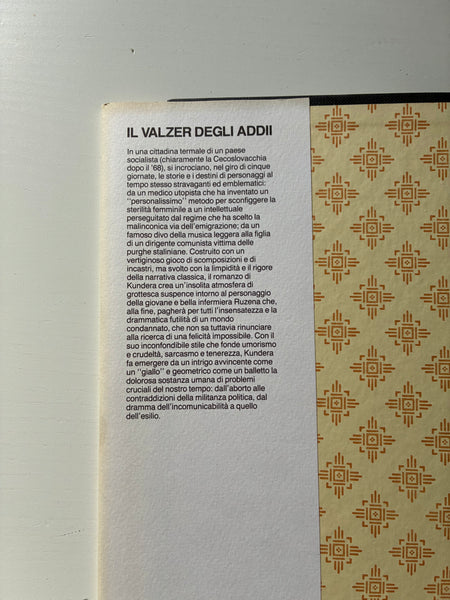 IL VALZER DEGLI ADDII
In una cittadina termale di un paese
socialista (chiaramente la Cecoslovacchia
dopo il '68), si incrociano, nel giro di cinque
giornate, le storie e i destini di personaggi al
tempo stesso stravaganti ed emblematici:
da un medico utopista che ha inventato un
"personalissimo" metodo per sconfiggere la
sterilità femminile a un intellettuale
perseguitato dal regime che ha scelto la
malinconica via dell'emigrazione; da un
famoso divo della musica leggera alla figlia
di un dirigente comunista vittima delle
purghe staliniane. Costruito con un
vertiginoso gioco di scomposizioni e di
incastri, ma svolto con la limpidità e il rigore
della narrativa classica, il romanzo di
Kundera crea un'insolita atmosfera di
grottesca suspence intorno al personaggio
della giovane e bella infermiera Ruzena che,
alla fine, pagherà per tutti l'insensatezza e la
drammatica futilità di un mondo
condannato, che non sa tuttavia rinunciare
alla ricerca di una felicità impossibile. Con il
suo inconfondibile stile che fonde umorismo
e crudeltà, sarcasmo e tenerezza, Kundera
fa emergere da un intrigo avvincente come
un "giallo" e geometrico come un balletto la
dolorosa sostanza umana di problemi
cruciali del nostro tempo: dall'aborto alle
contraddizioni della militanza politica, dal
dramma dell'incomunicabilità a quello
dell'esilio.